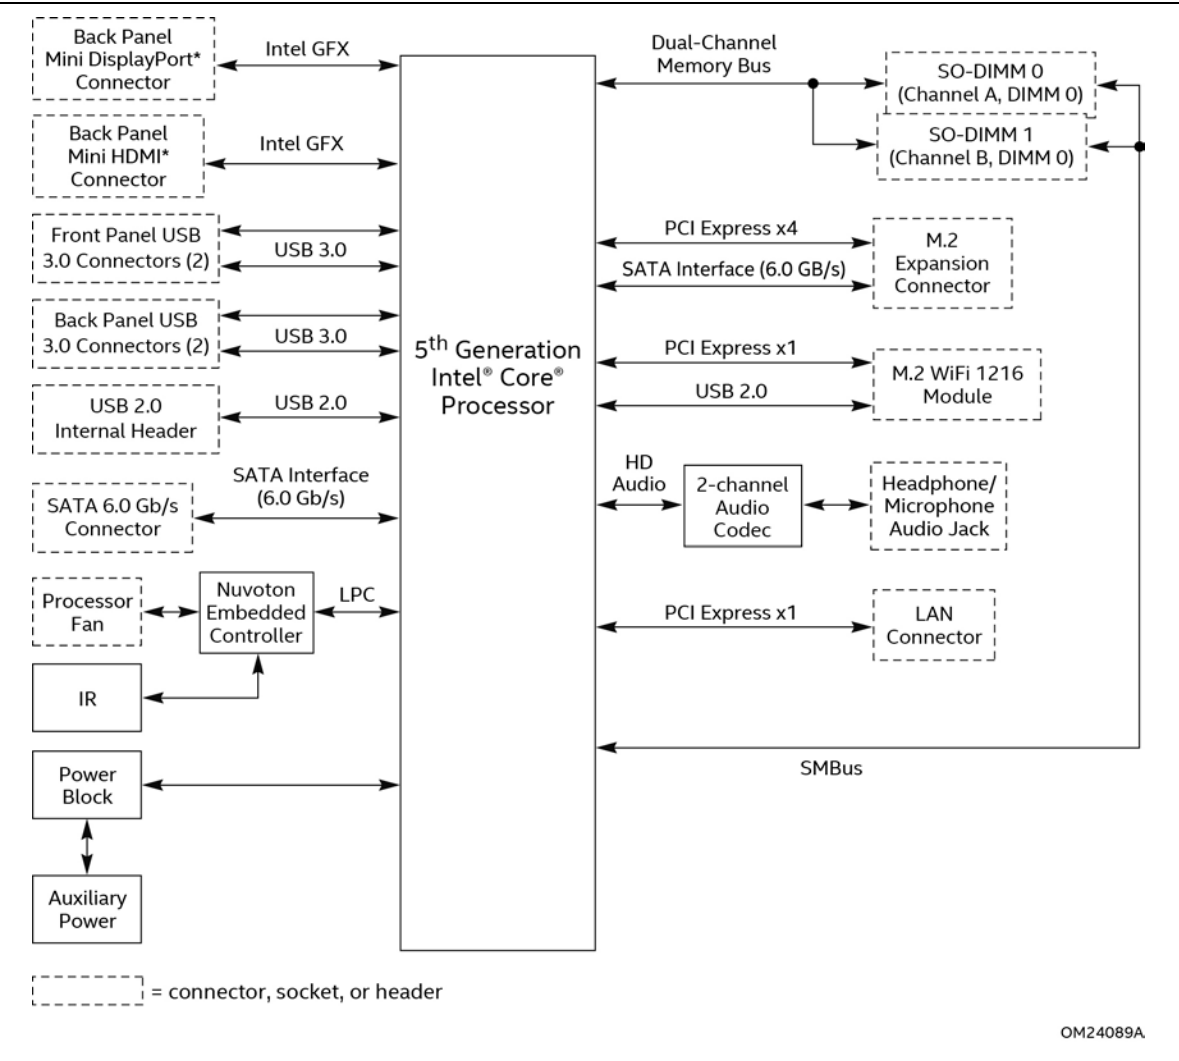 Back Panel
Mini DisplayPort*
Connector
Intel GFX
Back Panel
Mini HDMI*
Connector
Intel GFX
Front Panel USB
3.0 Connectors (2)
USB 3.0
Back Panel USB
3.0 Connectors (2)
USB 3.0
USB 2.0
Internal Header
USB 2.0
SATA 6.0 Gb/s
Connector
SATA Interface
(6.0 Gb/s)
Processor
Fan
Nuvoton
Embedded
Controller
LPC
IR
Power
Block
Auxiliary
Power
5th Generation
Intel® Core®
Processor
Dual-Channel
Memory Bus
SO-DIMM 0
(Channel A, DIMM 0)
SO-DIMM 1
(Channel B, DIMM 0)
PCI Express x4
SATA Interface (6.0 GB/s)
M.2
Expansion
Connector
PCI Express x1
USB 2.0
M.2 WiFi 1216
Module
HD
Audio
2-channel
Audio
Codec
Headphone/
Microphone
Audio Jack
PCI Express x1
LAN
Connector
SMBus
= connector, socket, or header
OM24089A